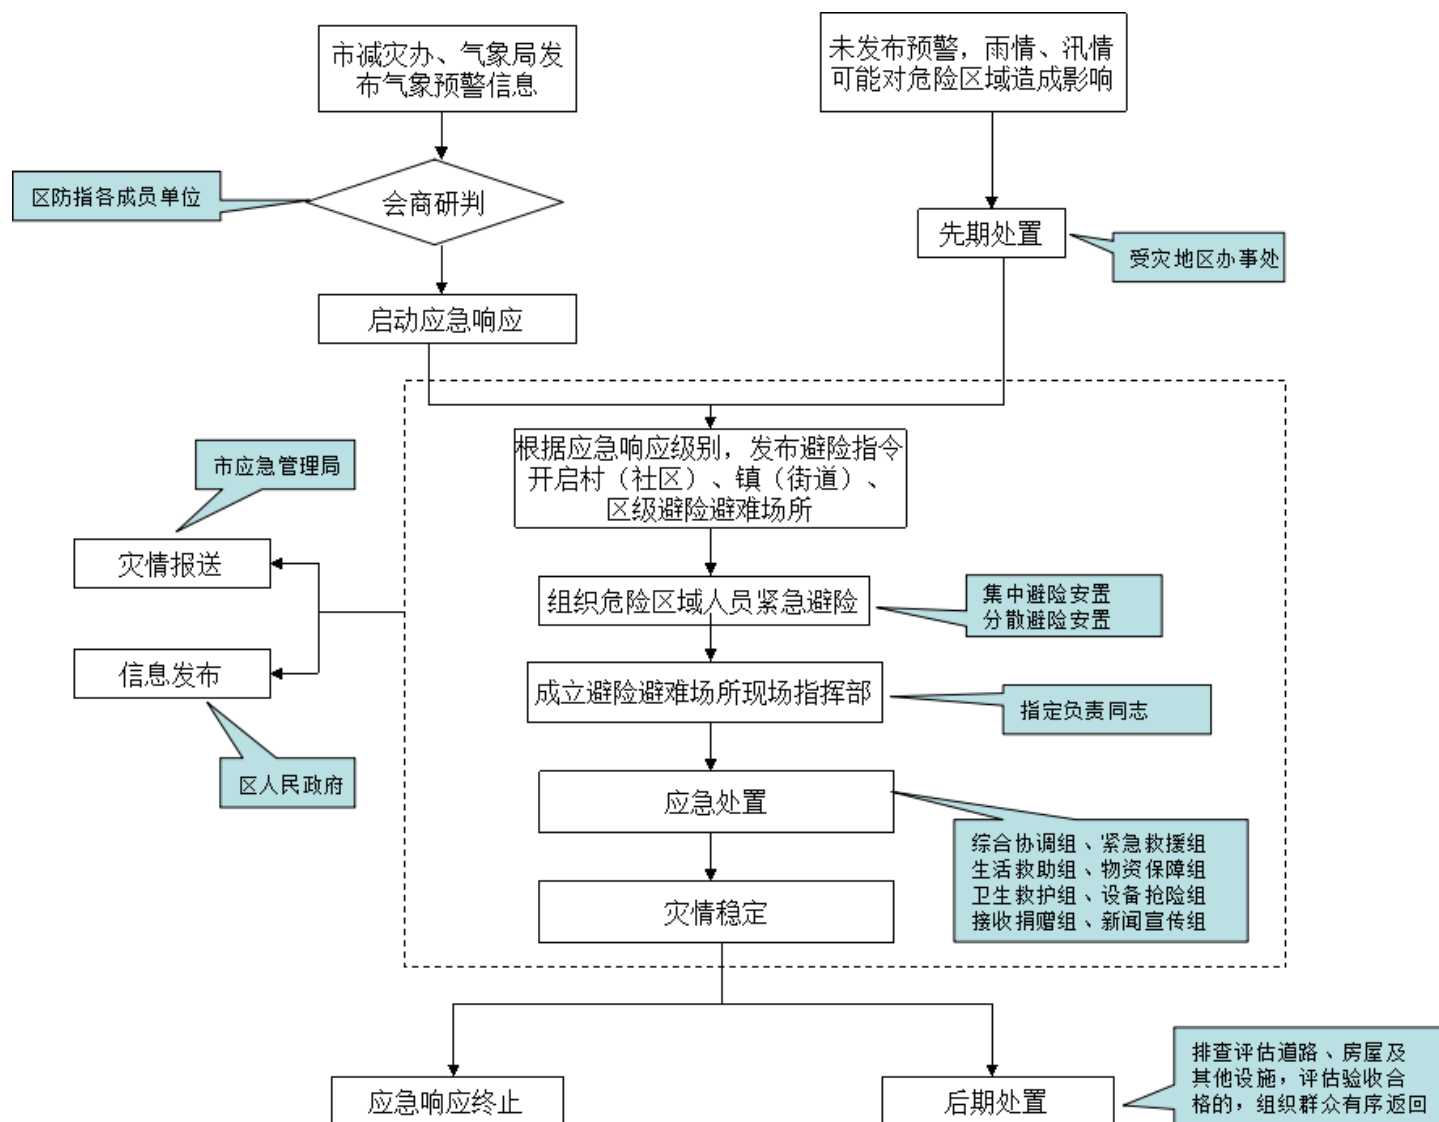 市减灾办、气象局发
布气象预警信息
未发布预警，雨情、汛情
可能对危险区域造成影响
区防指各成员单位
会商研判
先期处置
受灾地区办事处
启动应急响应
根据应急响应级别，发布避险指令
开启村（社区）、镇（街道）、
区级避险避难场所
市应急管理局
灾情报送
组织危险区域人员紧急避险
集中避险安置
分散避险安置
信息发布
成立避险避难场所现场指挥部
指定负责同志
区人民政府
应急处置
综合协调组、紧急救援组
生活救助组、物资保障组
卫生救护组、设备抢险组
接收捐赠组、新闻宣传组
灾情稳定
应急响应终止
后期处置
排查评估道路、房屋及
其他设施，评估验收合
格的，组织群众有序返回